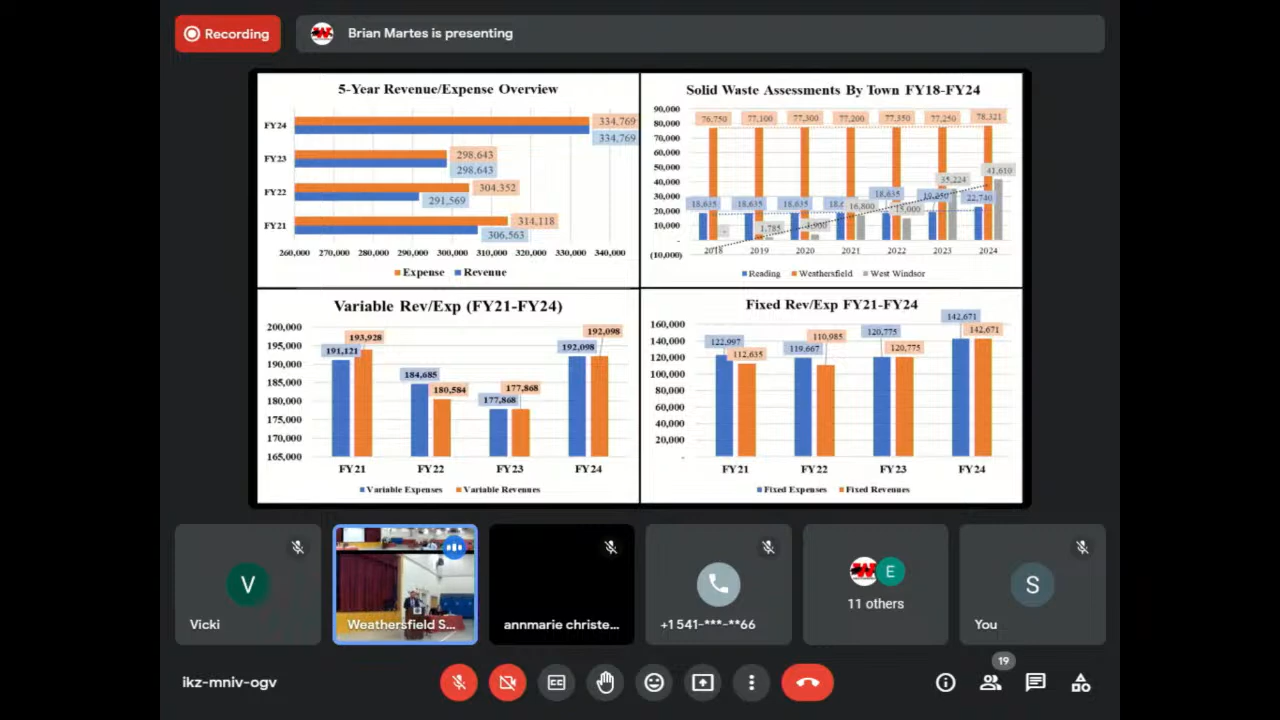 Recording
Brian Martes is presenting
5-Year Revenue/Expense Overview
FY24
334,769
334,769
FY23
298,643
298,643
FY22
304,352
291,569
FY21
314,118
306,563
260,000 270,000 280,000 290,000 300,000 310,000 320,000 330,000 340,000
Expense Revenue
Solid Waste Assessments By Town FY18-FY24
90,000
80,000
70,000
60,000
50,000
40,000
30,000
20,000
10,000
-
(10,000)
76,750 77,100 77,300 77,200 77,350 77,250 78,321
18,635 18,635 18,635 18,635 19,250 22,740
- 1,785 3,900 16,800 15,000 35,224 41,610
2018 2019 2020 2021 2022 2023 2024
Reading Weathersfield West Windsor
Variable Rev/Exp (FY21-FY24)
200,000
195,000
190,000
185,000
180,000
175,000
170,000
165,000
191,121 193,928 184,685 180,584 177,868 177,868 192,098 192,098
FY21 FY22 FY23 FY24
Variable Expenses Variable Revenues
Fixed Rev/Exp FY21-FY24
160,000
140,000
120,000
100,000
80,000
60,000
40,000
20,000
-
122,997 112,635 119,667 110,985 120,775 120,775 142,671 142,671
FY21 FY22 FY23 FY24
Fixed Expenses Fixed Revenues
V
Vicki
Weathersfield S...
annmarie christe...
+1 541-***-**66
E
11 others
S
You
ikz-mniv-ogv
CC
19